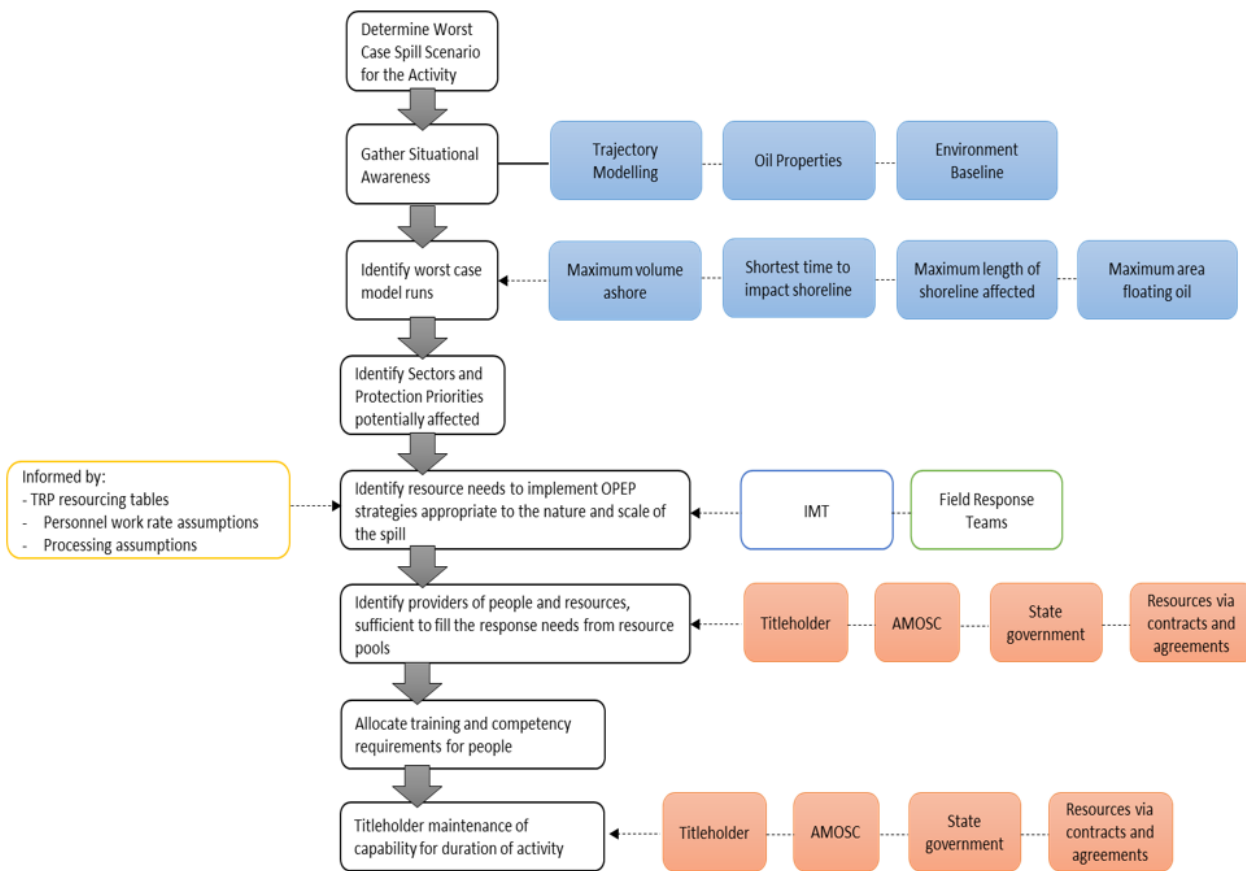 Determine Worst
Case Spill Scenario
for the Activity
Gather Situational
Awareness
Trajectory
Modelling
Oil Properties
Environment
Baseline
Identify worst case
model runs
Maximum volume
ashore
Shortest time to
impact shoreline
Maximum length of
shoreline affected
Maximum area
floating oil
Identify Sectors and
Protection Priorities
potentially affected
Informed by:
- TRP resourcing tables
- Personnel work rate assumptions
- Processing assumptions
Identify resource needs to implement OPEP
strategies appropriate to the nature and scale of
the spill
IMT
Field Response
Teams
Identify providers of people and resources,
sufficient to fill the response needs from resource
pools
Titleholder
AMOSC
State
government
Resources via
contracts and
agreements
Allocate training and competency
requirements for people
Titleholder maintenance of
capability for duration of activity
Titleholder
AMOSC
State
government
Resources via
contracts and
agreements